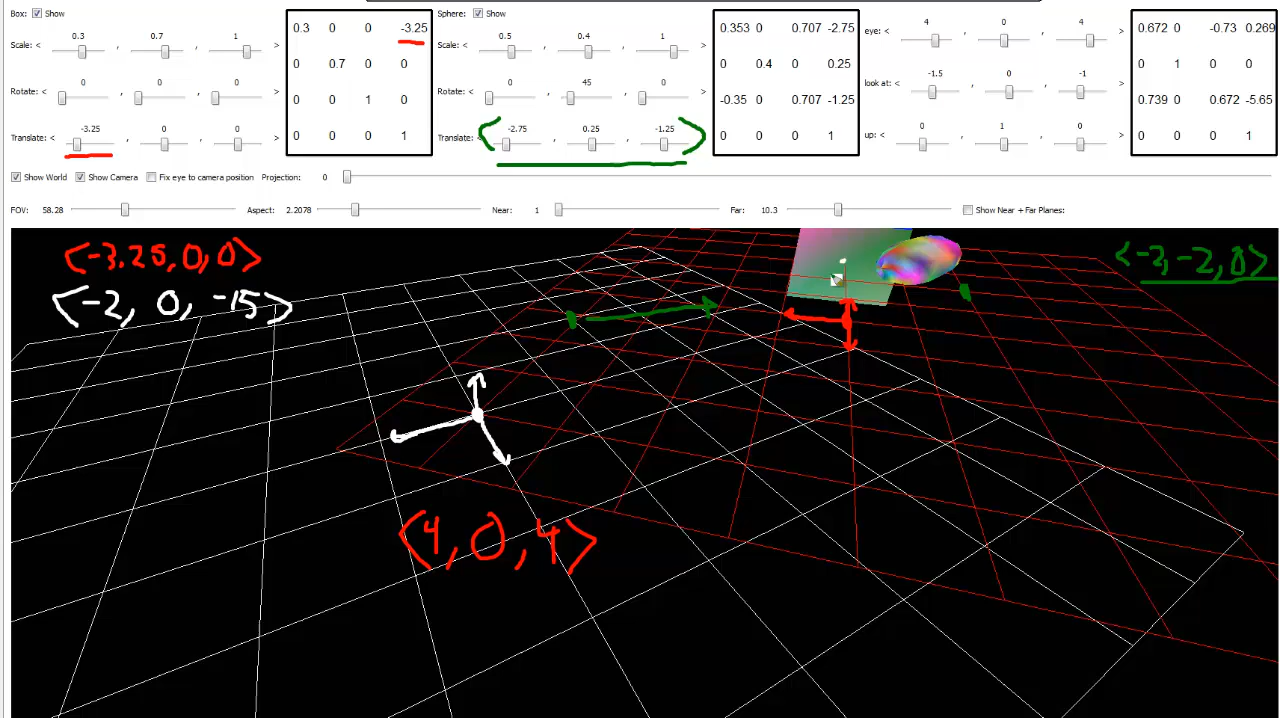 Box: Show
0.3 0 0 -3.25
Sphere: Show
0.353 0 0.707 -2.75
eye: < 4 , 0 , 4 >
0.672 0 -0.73 0.269
Scale: < 0.3 , 0.7 , 1 >
0 0.7 0 0
Scale: < 0.5 , 0.4 , 1 >
0 0.4 0 0.25
look at: < -1.5 , 0 , -1 >
0 1 0 0
Rotate: < 0 , 0 , 0 >
0 0 1 0
Rotate: < 0 , 45 , 0 >
-0.35 0 0.707 -1.25
up: < 0 , 1 , 0 >
0.739 0 0.672 -5.65
Translate: < -3.25 , 0 , 0 >
0 0 0 1
Translate: < -2.75 , 0.25 , -1.25 >
0 0 0 1
0 0 0 1
Show World Show Camera Fix eye to camera position Projection: 0
FOV: 58.28 Aspect: 2.2078 Near: 1 Far: 10.3 Show Near + Far Planes:
<-3.25, 0, 0>
<-2, 0, -15>
<-3, -2, 0>
<4, 0, 4>